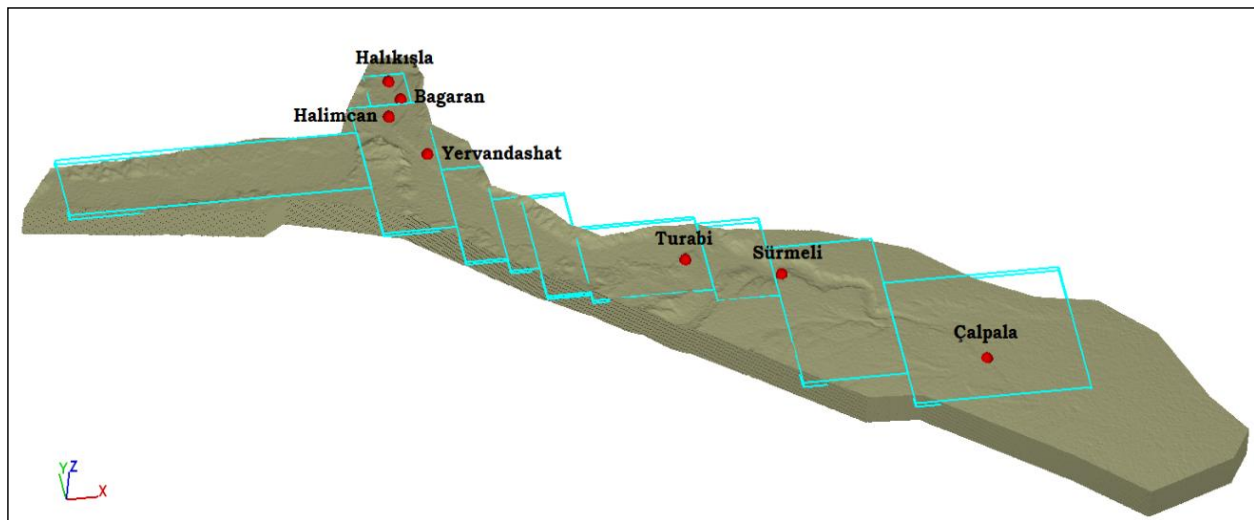 Halıkışla
Bagaran
Halimcan
Yervandashat
Turabi
Sürmeli
Çalpala
Y
Z
X